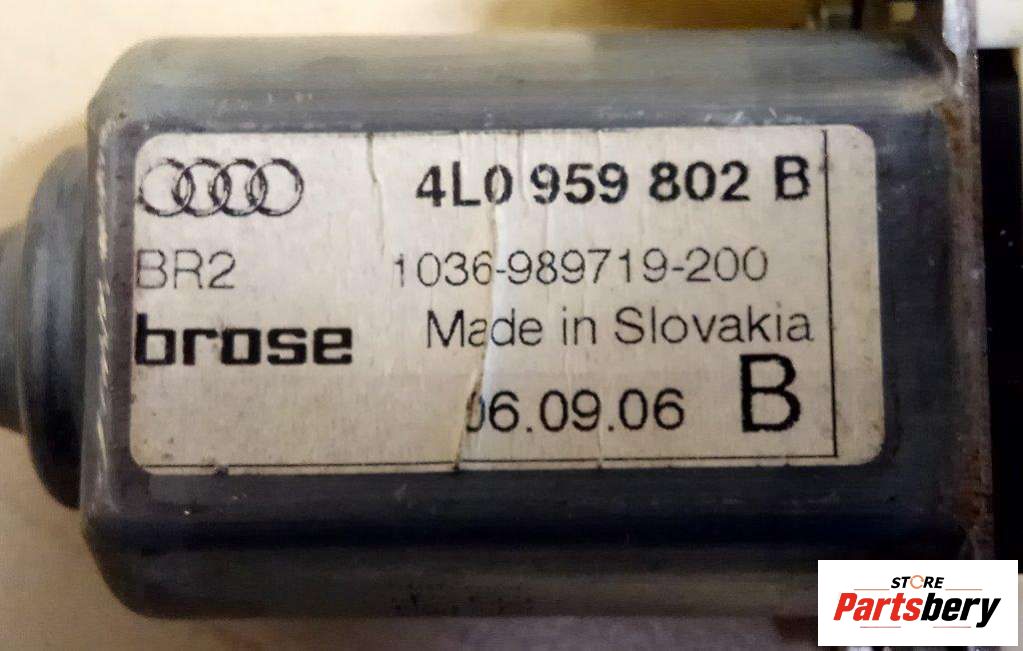 4L0 959 802 B
BR2 1036-989719-200
brose Made in Slovakia
06.09.06 B
STORE
Partsbery